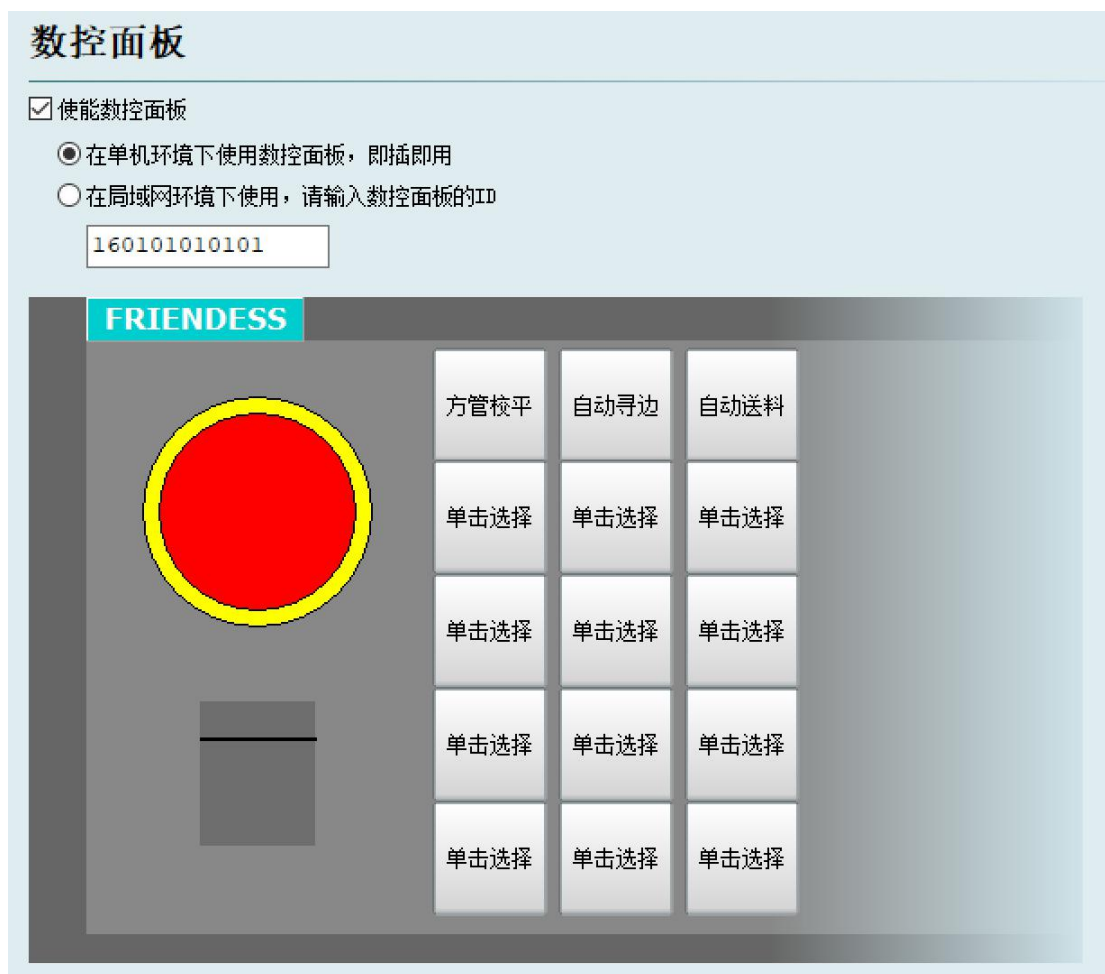 数控面板
使能数控面板
在单机环境下使用数控面板，即插即用
在局域网环境下使用，请输入数控面板的ID
160101010101
FRIENDESS
方管校平 自动寻边 自动送料
单击选择 单击选择 单击选择
单击选择 单击选择 单击选择
单击选择 单击选择 单击选择
单击选择 单击选择 单击选择